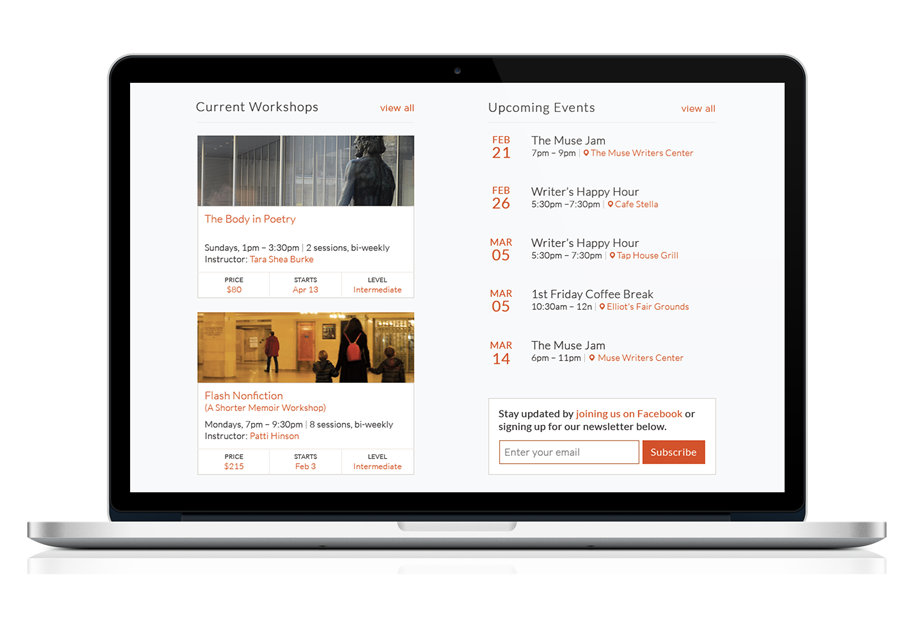 Current Workshops
view all
The Body in Poetry
Sundays, 1pm – 3:30pm | 2 sessions, bi-weekly
Instructor: Tara Shea Burke
PRICE STARTS LEVEL
$80 Apr 13 Intermediate
Flash Nonfiction
(A Shorter Memoir Workshop)
Mondays, 7pm – 9:30pm | 8 sessions, bi-weekly
Instructor: Patti Hinson
PRICE STARTS LEVEL
$215 Feb 3 Intermediate
Upcoming Events
view all
FEB
21
The Muse Jam
7pm – 9pm | The Muse Writers Center
FEB
26
Writer's Happy Hour
5:30pm –7:30pm | Cafe Stella
MAR
05
Writer's Happy Hour
5:30pm – 7:30pm | Tap House Grill
MAR
05
1st Friday Coffee Break
10:30am – 12n | Elliot's Fair Grounds
MAR
14
The Muse Jam
6pm – 11pm | Muse Writers Center
Stay updated by joining us on Facebook or
signing up for our newsletter below.
Enter your email
Subscribe